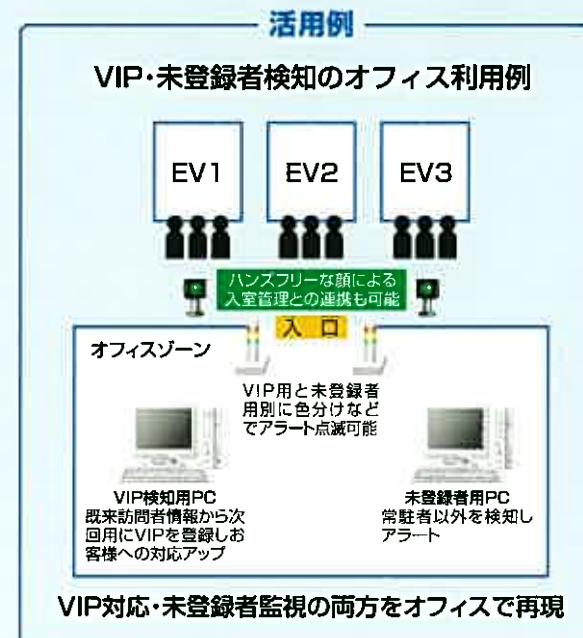 活用例
VIP・未登録者検知のオフィス利用例
EV1
EV2
EV3
ハンズフリーな顔による
入室管理との連携も可能
入 口
オフィスゾーン
VIP用と未登録者
用別に色分けなど
でアラート点滅可能
VIP検知用PC
既来訪問者情報から次
回用にVIPを登録しお
客様への対応アップ
未登録者用PC
常駐者以外を検知し
アラート
VIP対応・未登録者監視の両方をオフィスで再現